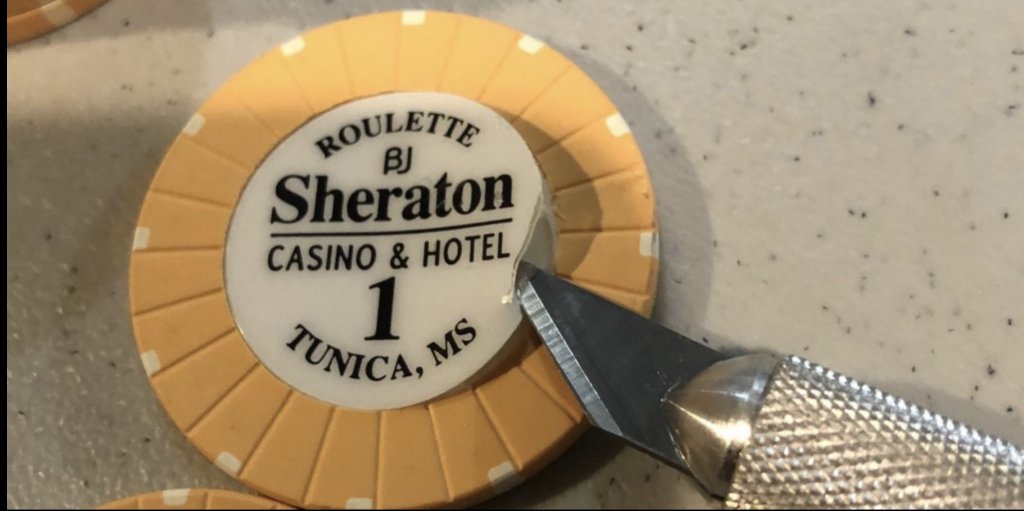 ROULETTE
BJ
Sheraton
CASINO & HOTEL
1
TUNICA, MS